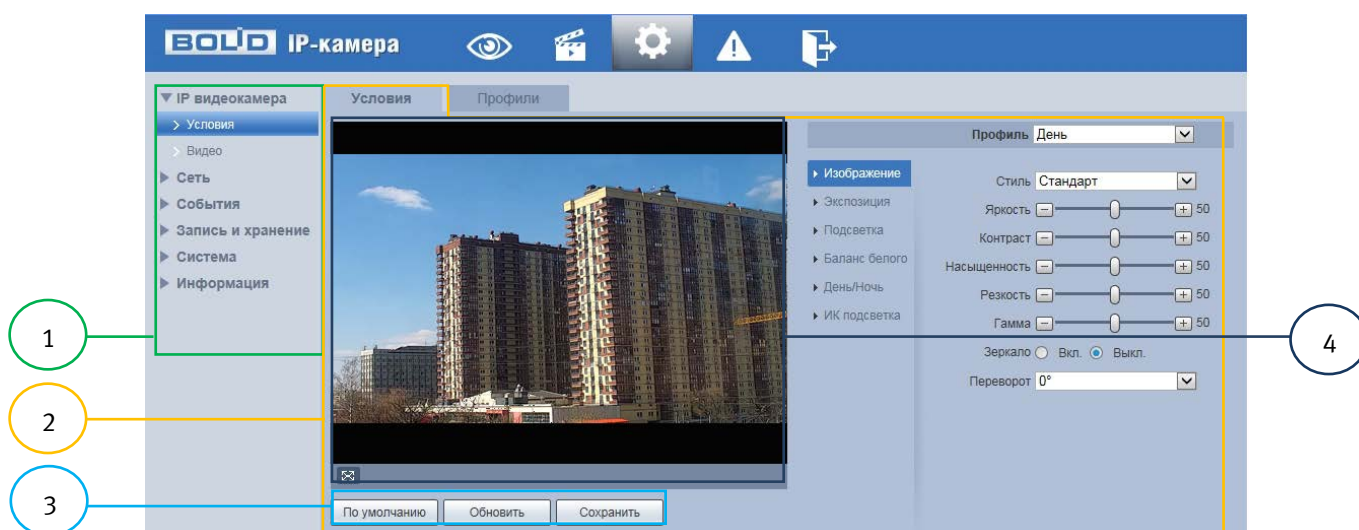 BOLID IP-камера
IP видеокамера
Условия
Видео
Сеть
События
Запись и хранение
Система
Информация
Условия Профили
Профиль День
Изображение
Экспозиция
Подсветка
Баланс белого
День/Ночь
ИК подсветка
Стиль Стандарт
Яркость 50
Контраст 50
Насыщенность 50
Резкость 50
Гамма 50
Зеркало Вкл. Выкл.
Переворот 0°
По умолчанию Обновить Сохранить
1
2
3
4